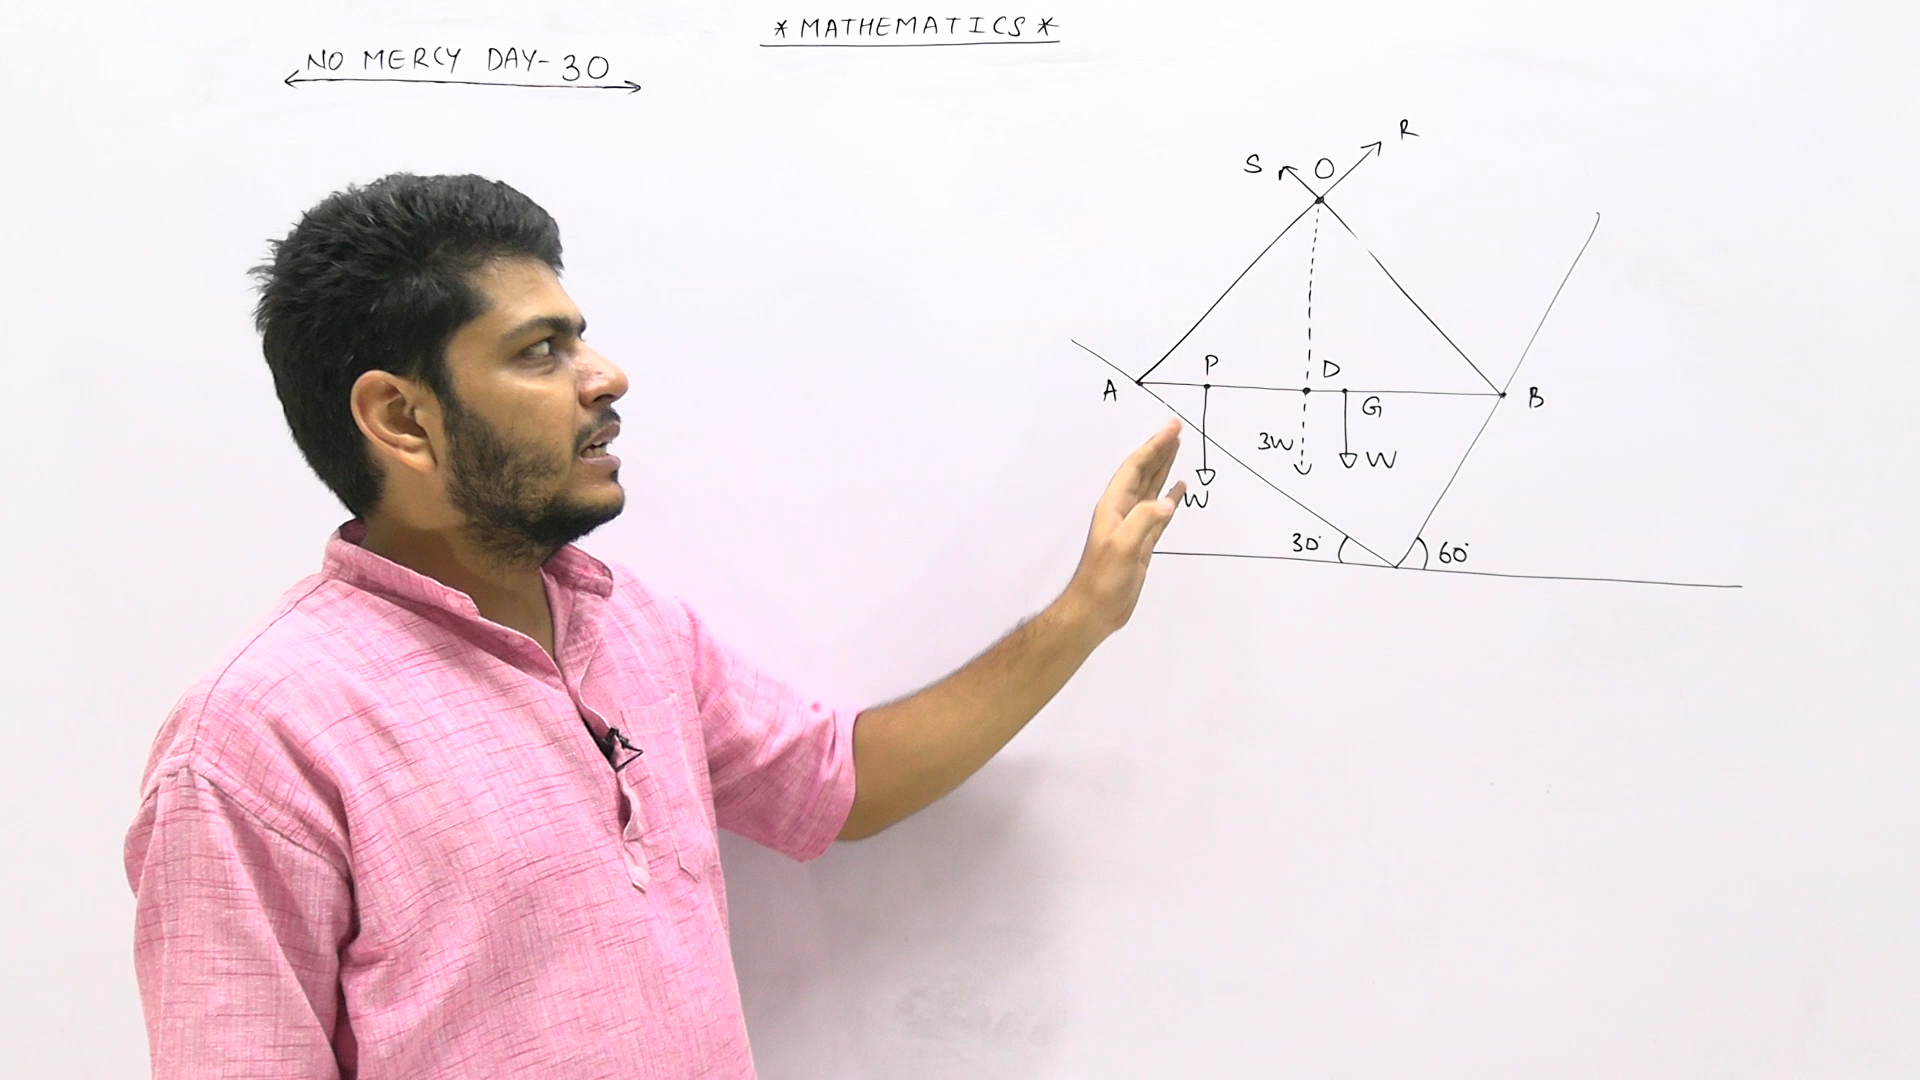 * MATHEMATICS *
NO MERCY DAY-30
R
S
O
P
D
A
G
B
3W
W
W
30°
60°